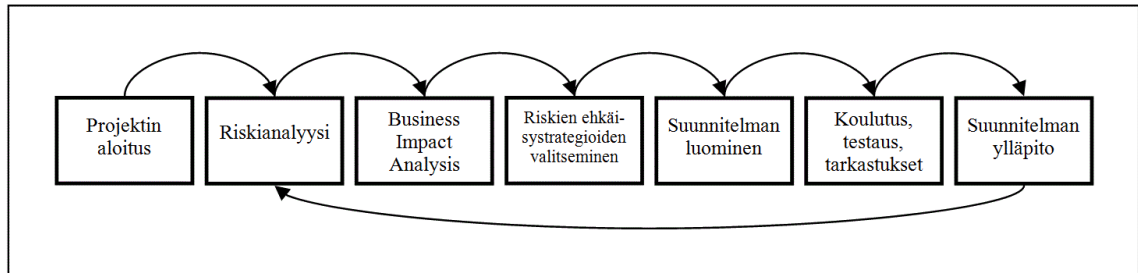 Projektin
aloitus
Riskianalyysi
Business
Impact
Analysis
Riskien ehkäi-
systrategioiden
valitseminen
Suunnitelman
luominen
Koulutus,
testaus,
tarkastukset
Suunnitelman
ylläpito